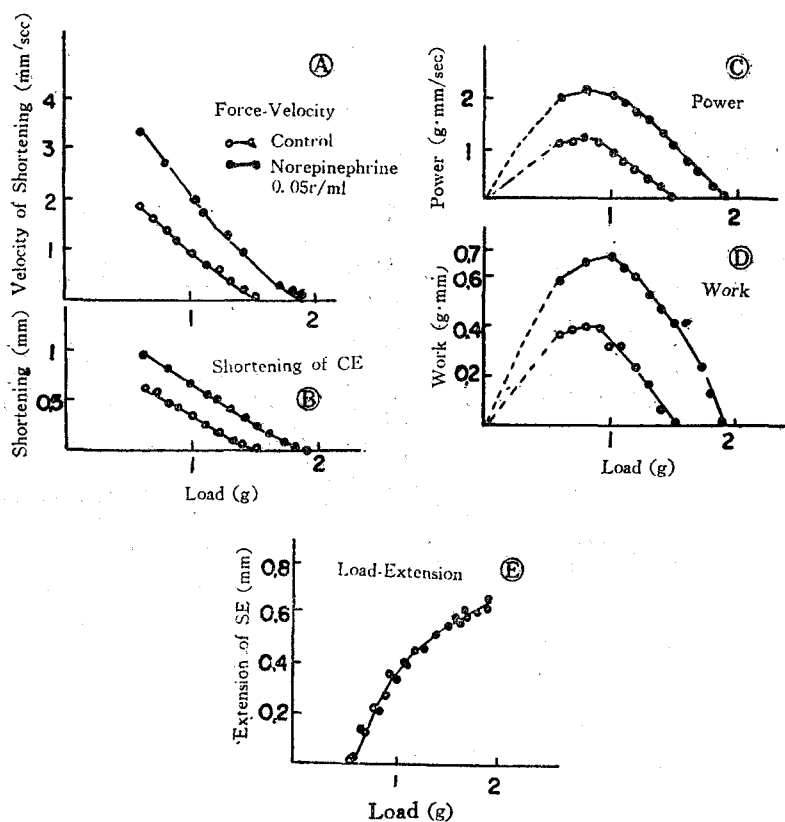 Velocity of Shortening (mm/scc)
4
3
2
1
Ⓐ
Force-Velocity
Control
Norepinephrine
0.05r/ml
1
2
Shortening (mm)
1
0.5
Shortening of CE
Ⓑ
1
2
Load (g)
Power (g·mm/sec)
2
1
Ⓒ
Power
1
2
Work (g·mm)
0.7
0.6
0.4
0.2
Ⓓ
Work
1
2
Load (g)
Extension of SE (mm)
0.8
0.6
0.4
0.2
Load-Extension
Ⓔ
1
2
Load (g)